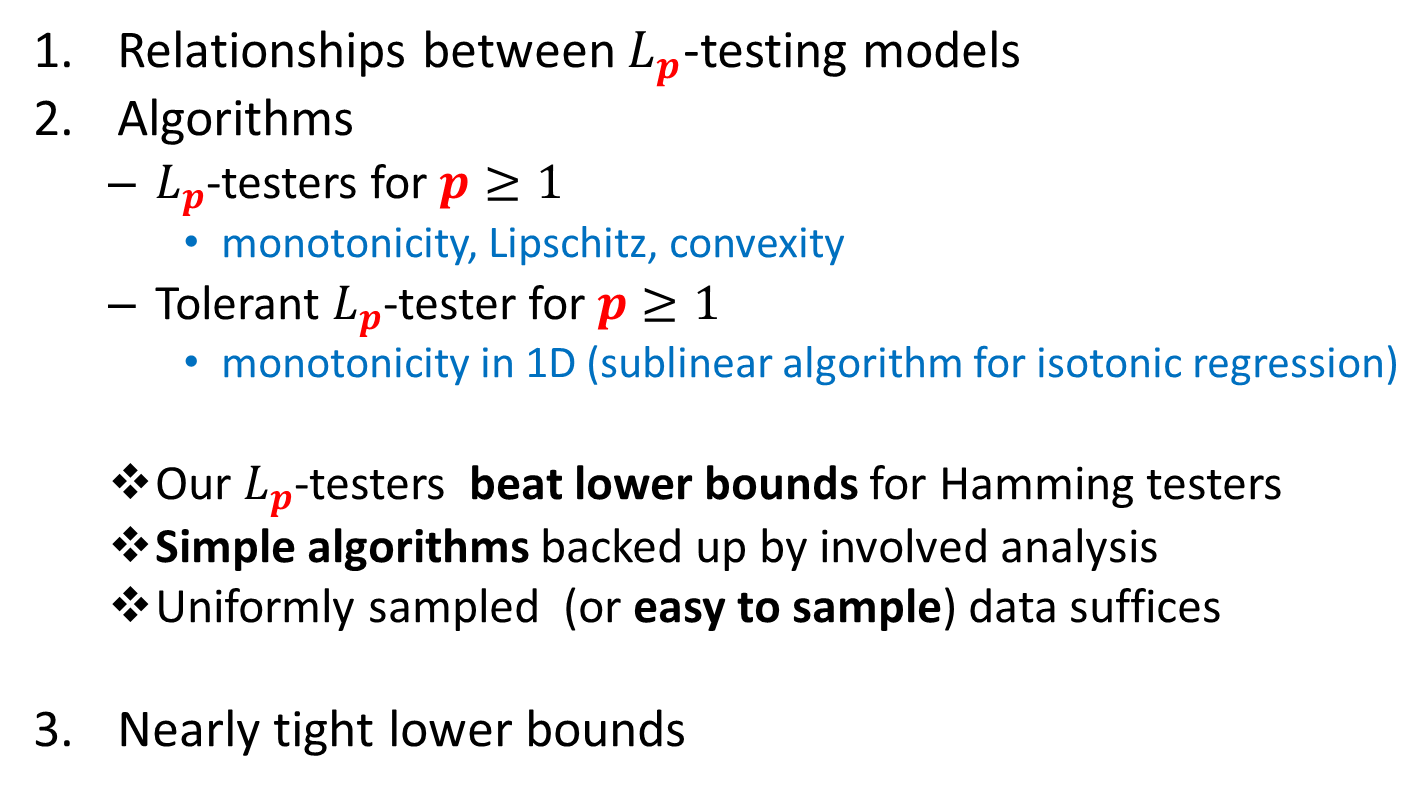 1. Relationships between Lₚ-testing models
2. Algorithms
– Lₚ-testers for p ≥ 1
• monotonicity, Lipschitz, convexity
– Tolerant Lₚ-tester for p ≥ 1
• monotonicity in 1D (sublinear algorithm for isotonic regression)
❖Our Lₚ-testers beat lower bounds for Hamming testers
❖Simple algorithms backed up by involved analysis
❖Uniformly sampled (or easy to sample) data suffices
3. Nearly tight lower bounds